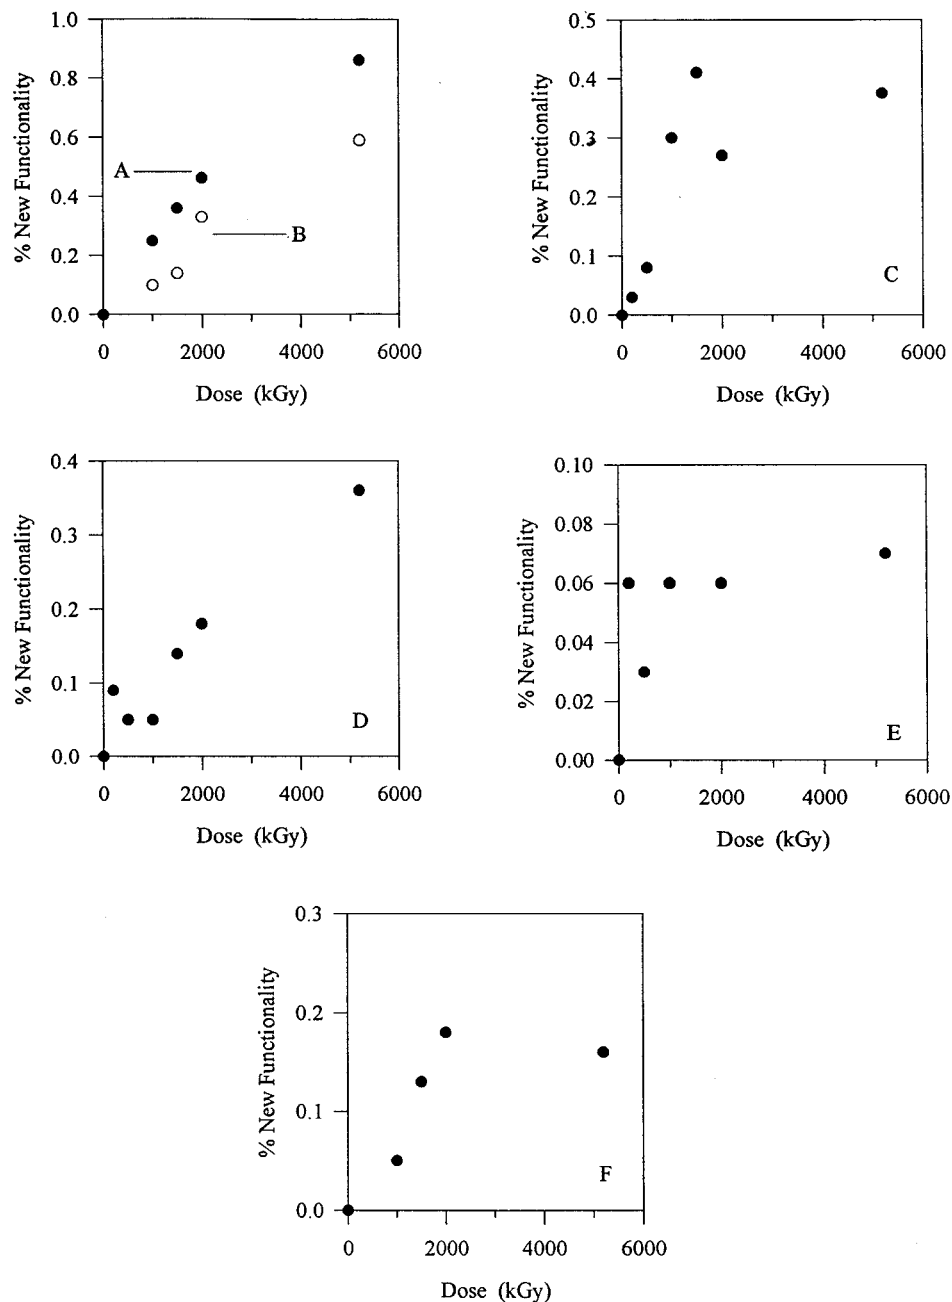 % New Functionality
1.0
0.8
0.6
0.4
0.2
0.0
A
B
0 2000 4000 6000
Dose (kGy)
% New Functionality
0.5
0.4
0.3
0.2
0.1
0.0
C
0 2000 4000 6000
Dose (kGy)
% New Functionality
0.4
0.3
0.2
0.1
0.0
D
0 2000 4000 6000
Dose (kGy)
% New Functionality
0.10
0.08
0.06
0.04
0.02
0.00
E
0 2000 4000 6000
Dose (kGy)
% New Functionality
0.3
0.2
0.1
0.0
F
0 2000 4000 6000
Dose (kGy)